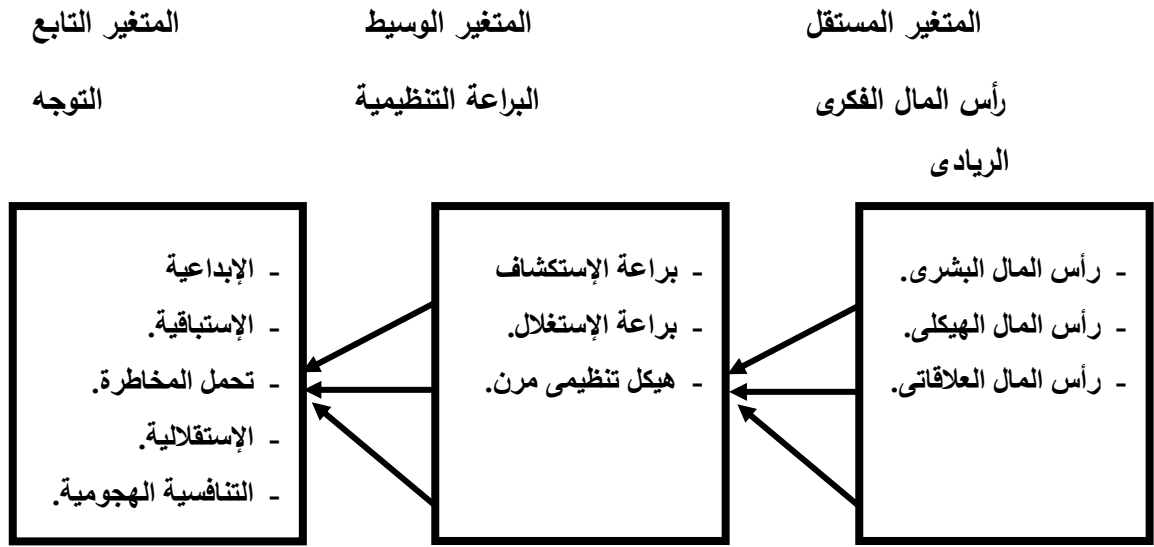 المتغير المستقل المتغير الوسيط المتغير التابع
رأس المال الفكرى البراعة التنظيمية التوجه
الريادى
- رأس المال البشرى.
- رأس المال الهيكلى.
- رأس المال العلاقاتى.
- براعة الإستكشاف
- براعة الإستغلال.
- هيكل تنظيمى مرن.
- الإبداعية
- الإستباقية.
- تحمل المخاطرة.
- الإستقلالية.
- التنافسية الهجومية.